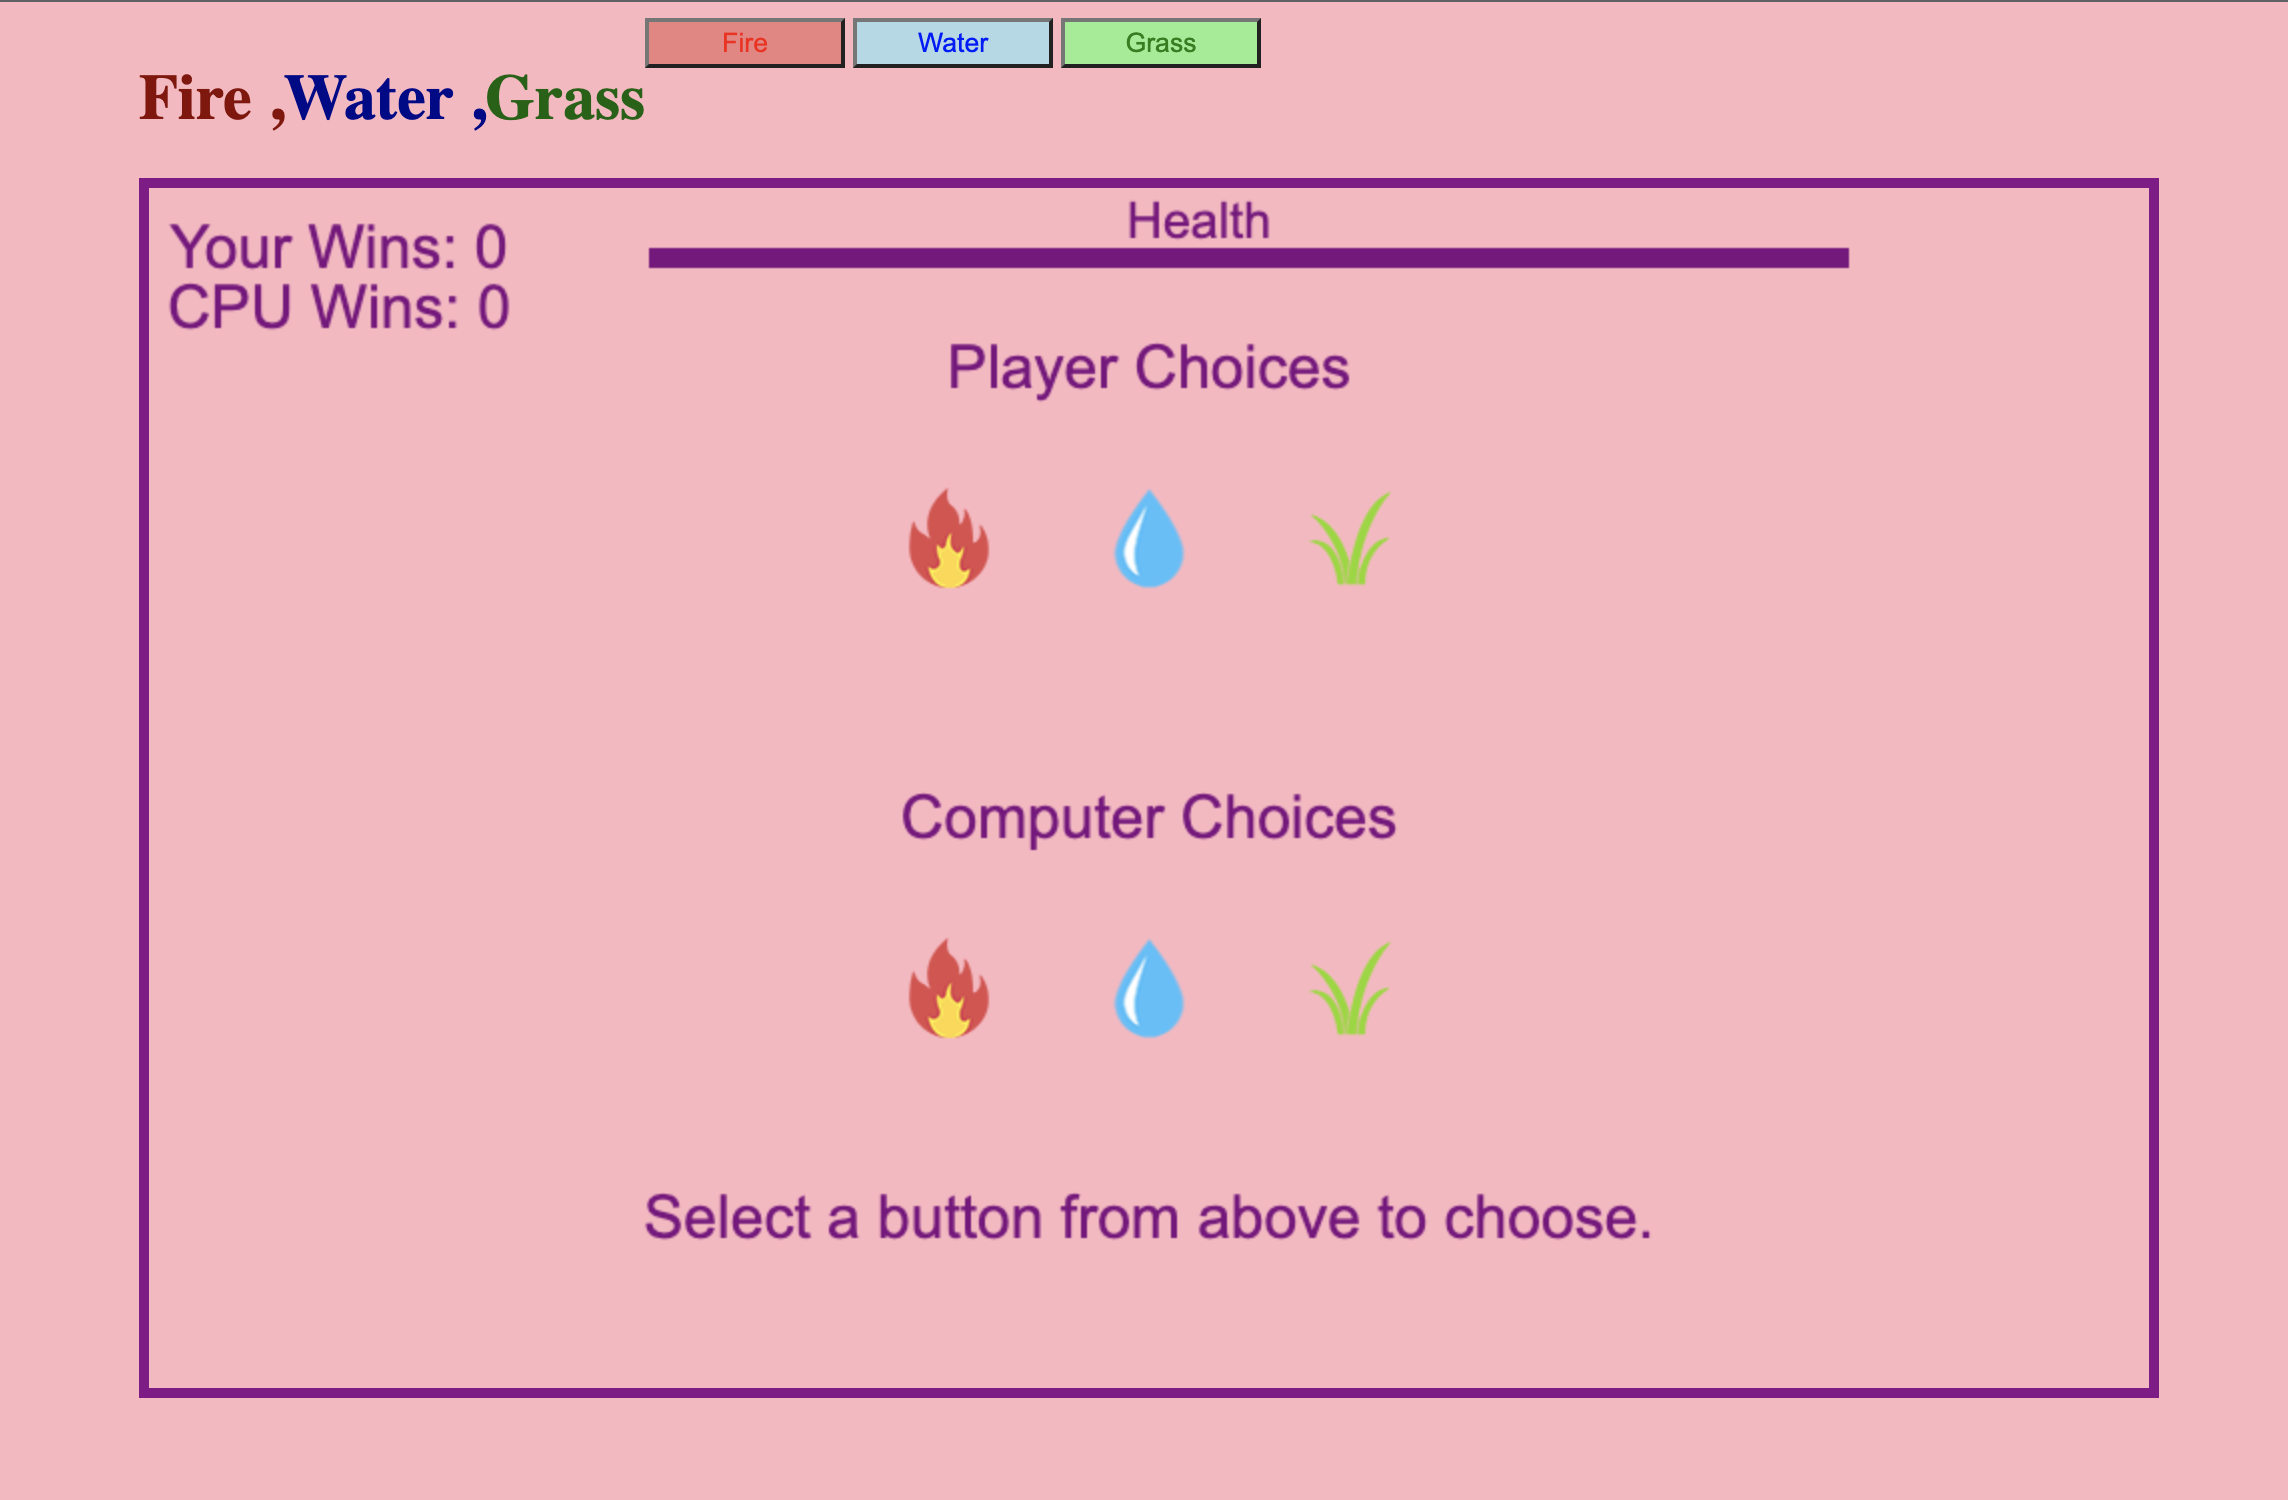 Fire Water Grass
Fire ,Water ,Grass
Health
Your Wins: 0
CPU Wins: 0
Player Choices
Computer Choices
Select a button from above to choose.